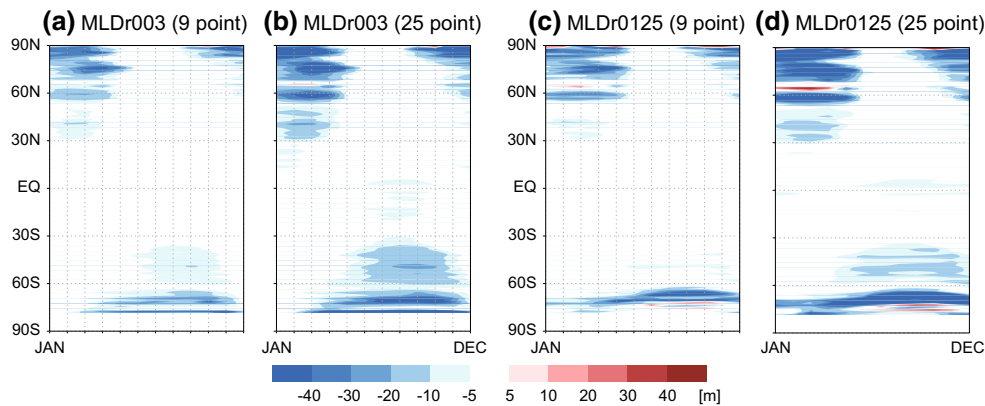 (a) MLDr003 (9 point) (b) MLDr003 (25 point) (c) MLDr0125 (9 point) (d) MLDr0125 (25 point)
90N 90N
60N 60N
30N 30N
EQ EQ
30S 30S
60S 60S
90S 90S
JAN JAN DEC JAN JAN DEC
-40 -30 -20 -10 -5 5 10 20 30 40 [m]